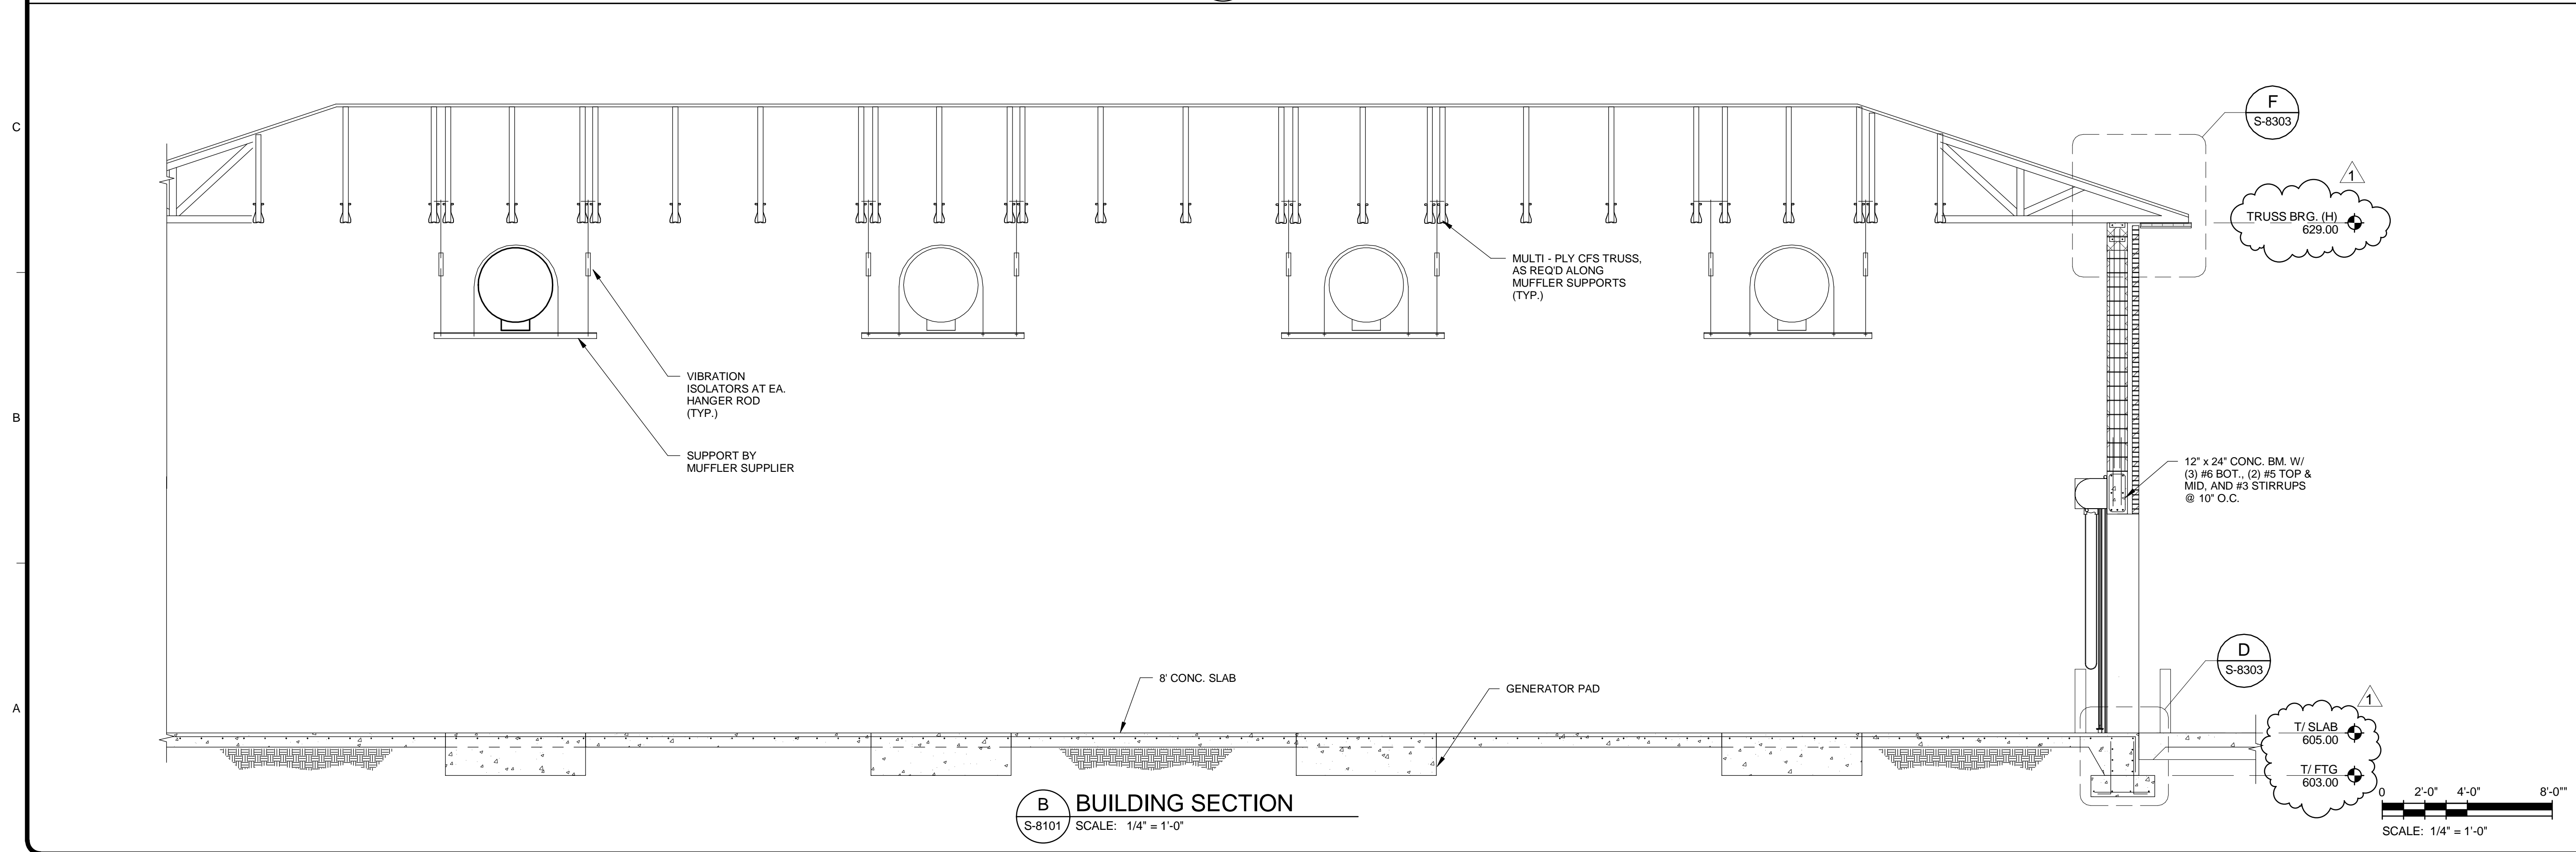 C
B
A
F
S-8303
1
TRUSS BRG. (H)
629.00
MULTI - PLY CFS TRUSS,
AS REQ'D ALONG
MUFFLER SUPPORTS
(TYP.)
VIBRATION
ISOLATORS AT EA.
HANGER ROD
(TYP.)
SUPPORT BY
MUFFLER SUPPLIER
12" x 24" CONC. BM. W/
(3) #6 BOT., (2) #5 TOP &
MID, AND #3 STIRRUPS
@ 10" O.C.
D
S-8303
8' CONC. SLAB
GENERATOR PAD
1
T/ SLAB
605.00
T/ FTG
603.00
B
S-8101
BUILDING SECTION
SCALE: 1/4" = 1'-0"
0 2'-0" 4'-0" 8'-0""
SCALE: 1/4" = 1'-0"